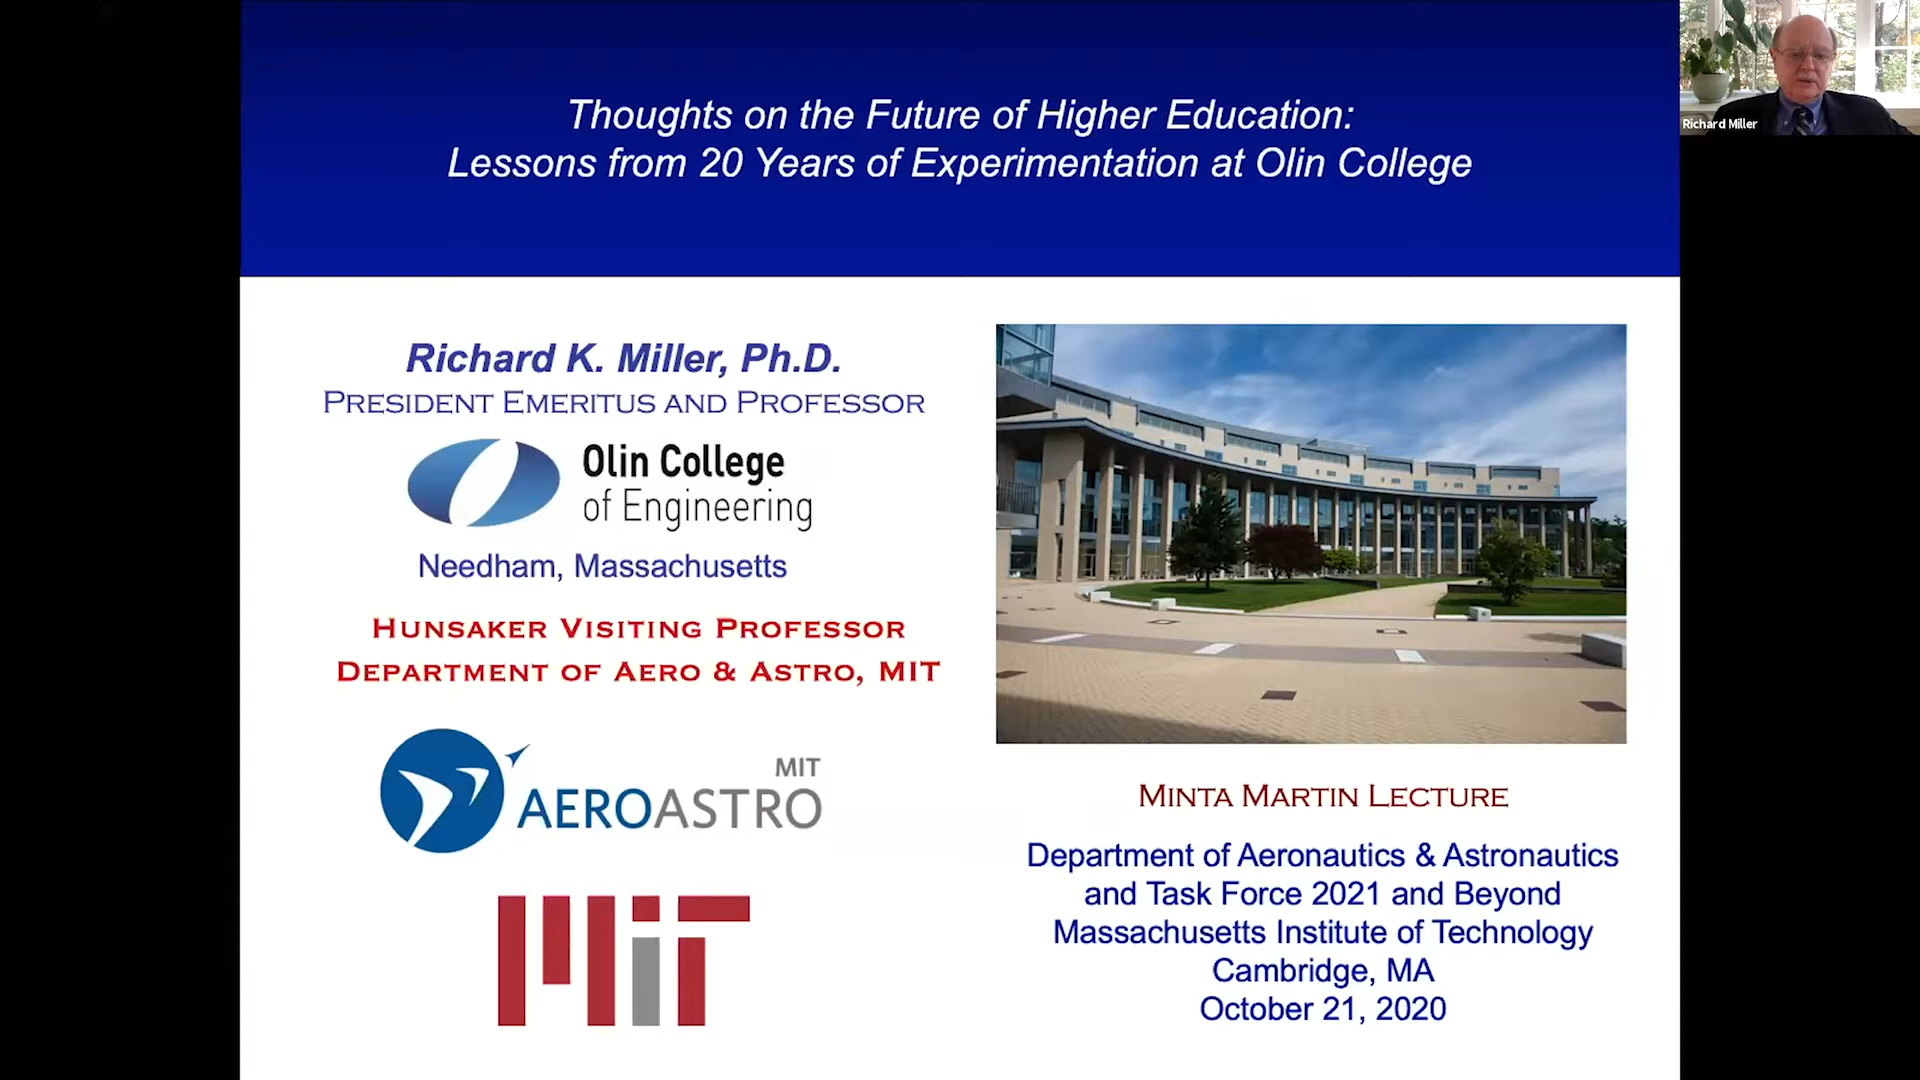 Thoughts on the Future of Higher Education:
Lessons from 20 Years of Experimentation at Olin College
Richard Miller
Richard K. Miller, Ph.D.
President Emeritus and Professor
Olin College
of Engineering
Needham, Massachusetts
Hunsaker Visiting Professor
Department of Aero & Astro, MIT
MIT
AEROASTRO
MIT
Minta Martin Lecture
Department of Aeronautics & Astronautics
and Task Force 2021 and Beyond
Massachusetts Institute of Technology
Cambridge, MA
October 21, 2020